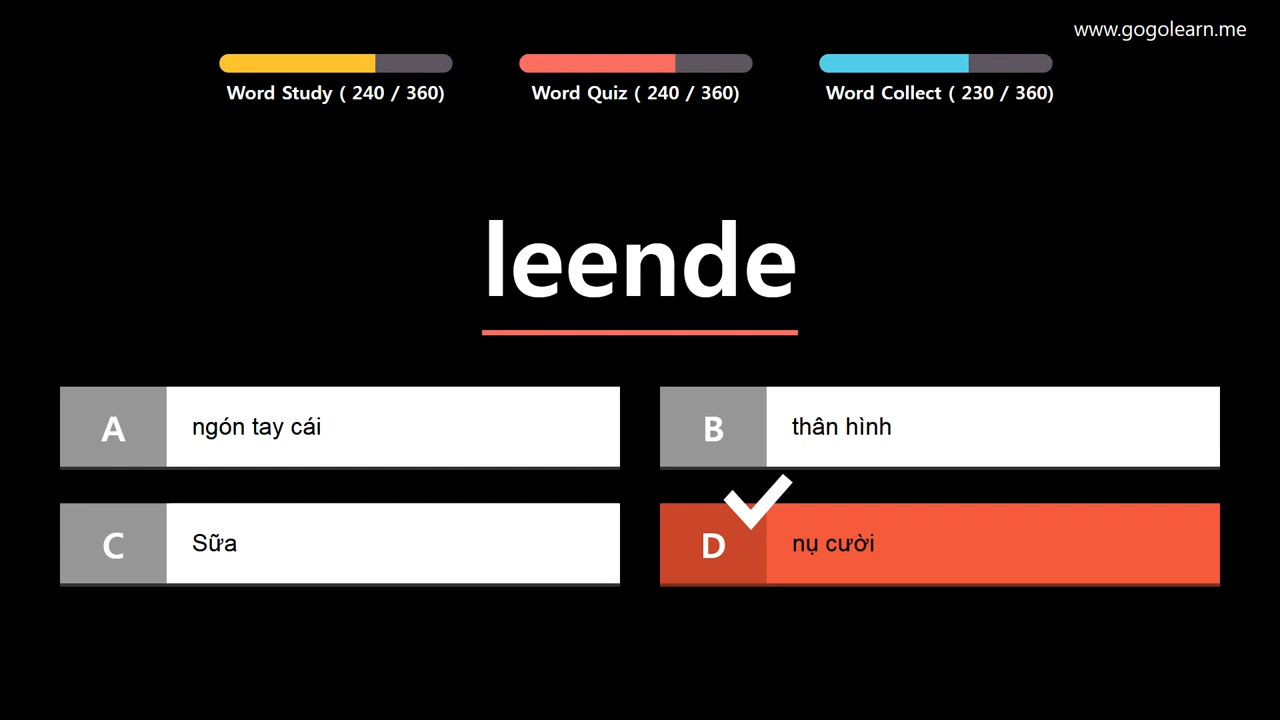 www.gogolearn.me
Word Study ( 240 / 360)
Word Quiz ( 240 / 360)
Word Collect ( 230 / 360)
leende
A
ngón tay cái
B
thân hình
C
Sữa
D
nụ cười